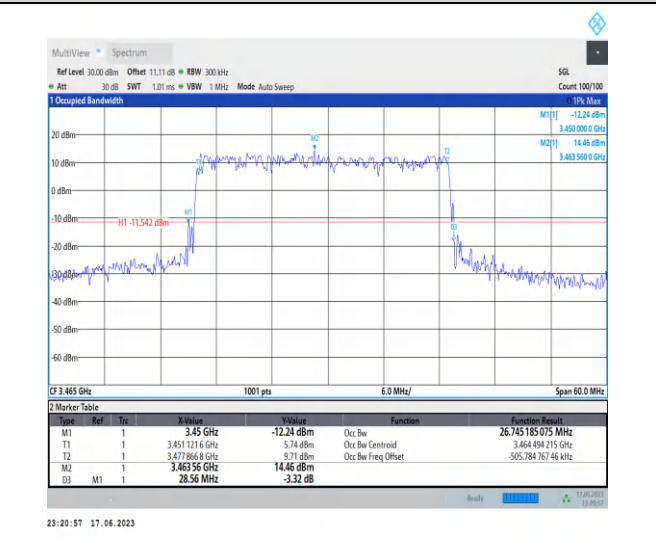 MultiView Spectrum
Ref Level 30.00 dBm Offset 11.11 dB RBW 300 kHz SGL
Att 30 dB SWT 1.01 ms VBW 1 MHz Mode Auto Sweep Count 100/100
1 Occupied Bandwidth 1Pk Max
M1[1] -12.24 dBm
3.450 000 0 GHz
M2[1] 14.46 dBm
3.463 560 0 GHz
20 dBm
M2
T2
10 dBm
T1
0 dBm
M1
-10 dBm
H1 -11.542 dBm
D3
-20 dBm
-30 dBm
-40 dBm
-50 dBm
-60 dBm
CF 3.465 GHz 1001 pts 6.0 MHz/ Span 60.0 MHz
2 Marker Table
Type Ref Trc X-Value Y-Value Function Function Result
M1 1 3.45 GHz -12.24 dBm Occ Bw 26.745 185 075 MHz
T1 1 3.451 121 6 GHz 5.74 dBm Occ Bw Centroid 3.464 494 215 GHz
T2 1 3.477 866 8 GHz 9.71 dBm Occ Bw Freq Offset -505.784 767 46 kHz
M2 1 3.463 56 GHz 14.46 dBm
D3 M1 1 28.56 MHz -3.32 dB
Ready 17.06.2023
23:20:57
23:20:57 17.06.2023